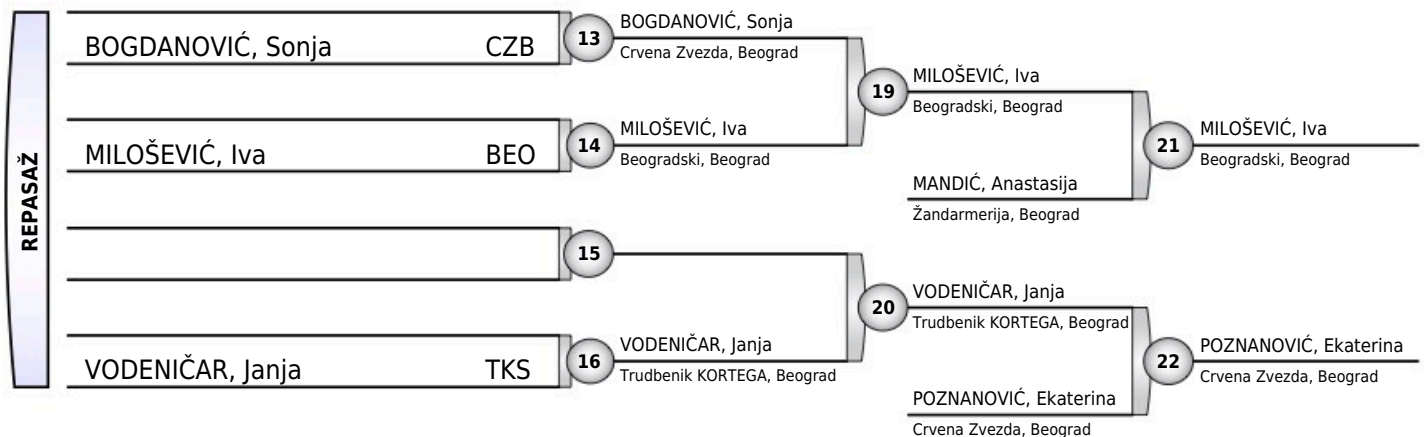 REPASAŽ
BOGDANOVIĆ, Sonja CZB
13
BOGDANOVIĆ, Sonja
Crvena Zvezda, Beograd
MILOŠEVIĆ, Iva BEO
14
MILOŠEVIĆ, Iva
Beogradski, Beograd
15
VODENIČAR, Janja TKS
16
VODENIČAR, Janja
Trudbenik KORTEGA, Beograd
19
MILOŠEVIĆ, Iva
Beogradski, Beograd
MANDIĆ, Anastasija
Žandarmerija, Beograd
20
VODENIČAR, Janja
Trudbenik KORTEGA, Beograd
POZNANOVIĆ, Ekaterina
Crvena Zvezda, Beograd
21
MILOŠEVIĆ, Iva
Beogradski, Beograd
22
POZNANOVIĆ, Ekaterina
Crvena Zvezda, Beograd